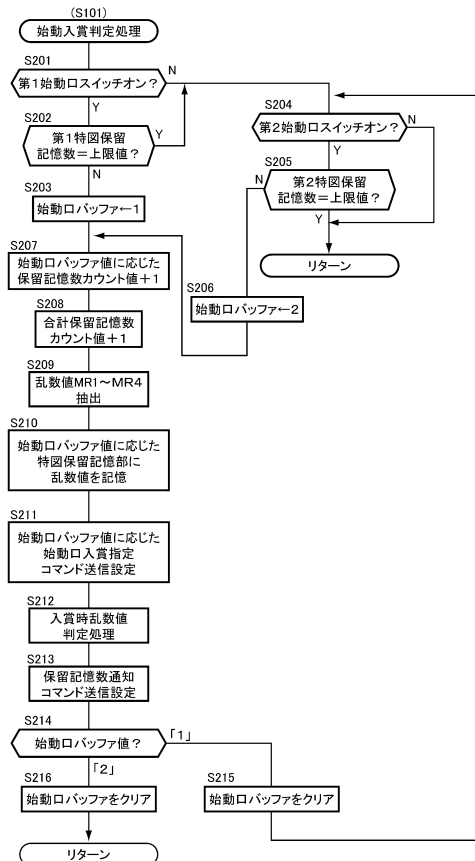 (S101)
始動入賞判定処理
S201
第1始動口スイッチオン？
N
Y
S202
第1特図保留
記憶数＝上限値？
Y
N
S203
始動口バッファ←1
S204
第2始動口スイッチオン？
N
Y
S205
第2特図保留
記憶数＝上限値？
N
Y
リターン
S206
始動口バッファ←2
S207
始動口バッファ値に応じた
保留記憶数カウント値＋1
S208
合計保留記憶数
カウント値＋1
S209
乱数値MR1～MR4
抽出
S210
始動口バッファ値に応じた
特図保留記憶部に
乱数値を記憶
S211
始動口バッファ値に応じた
始動口入賞指定
コマンド送信設定
S212
入賞時乱数値
判定処理
S213
保留記憶数通知
コマンド送信設定
S214
始動口バッファ値？
「1」
「2」
S216
始動口バッファをクリア
S215
始動口バッファをクリア
リターン